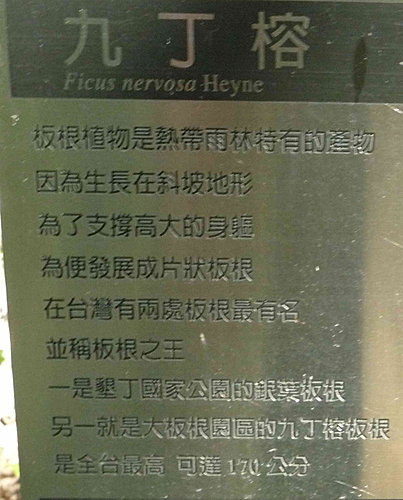 九丁榕
Ficus nervosa Heyne
板根植物是熱帶雨林特有的產物
因為生長在斜坡地形
為了支撐高大的身軀
為便發展成片狀板根
在台灣有兩處板根最有名
並稱板根之王
一是墾丁國家公園的銀葉板根
另一就是大板根園區的九丁榕板根
是全台最高 可達170公分